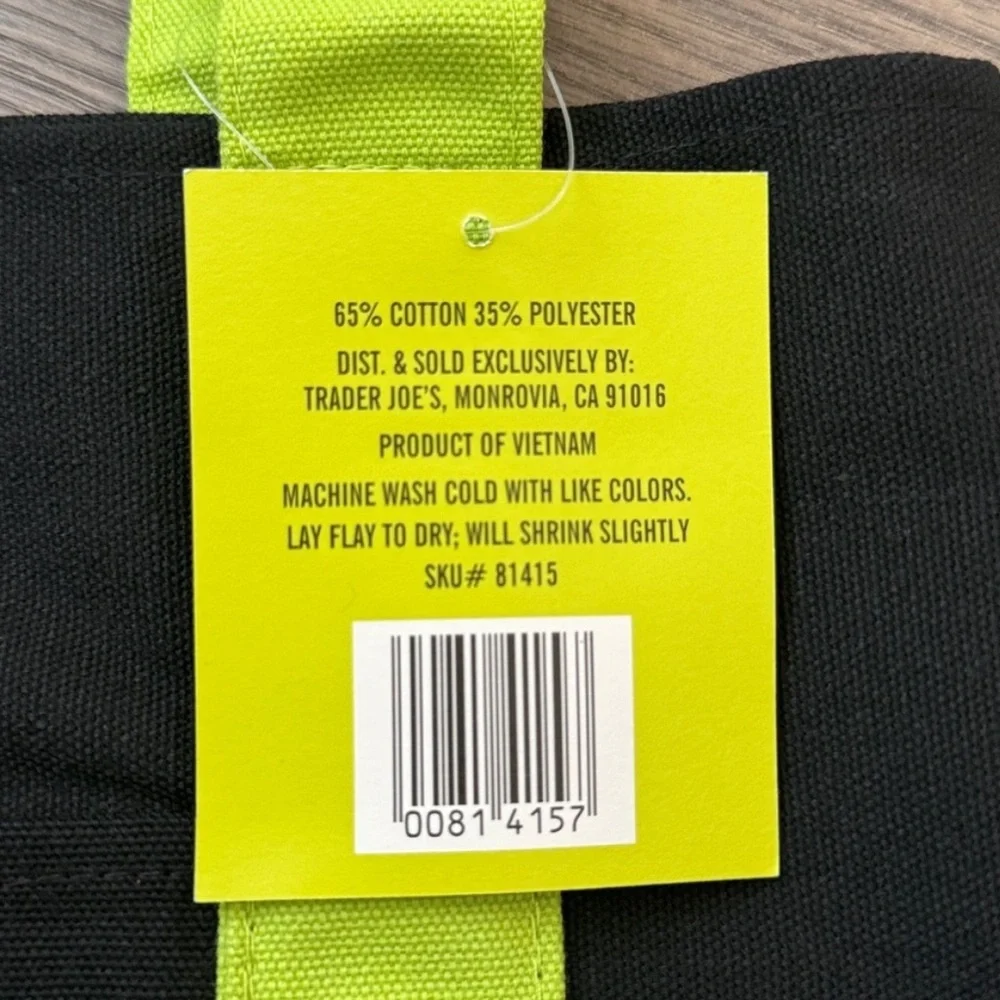 65% COTTON 35% POLYESTER
DIST. & SOLD EXCLUSIVELY BY:
TRADER JOE'S, MONROVIA, CA 91016
PRODUCT OF VIETNAM
MACHINE WASH COLD WITH LIKE COLORS.
LAY FLAY TO DRY; WILL SHRINK SLIGHTLY
SKU# 81415
0081 4157